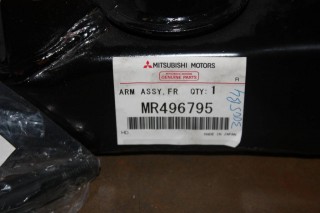 MITSUBISHI MOTORS
GENUINE PARTS
A
ARM ASSY,FR QTY: 1
MR496795
MADE IN JAPAN